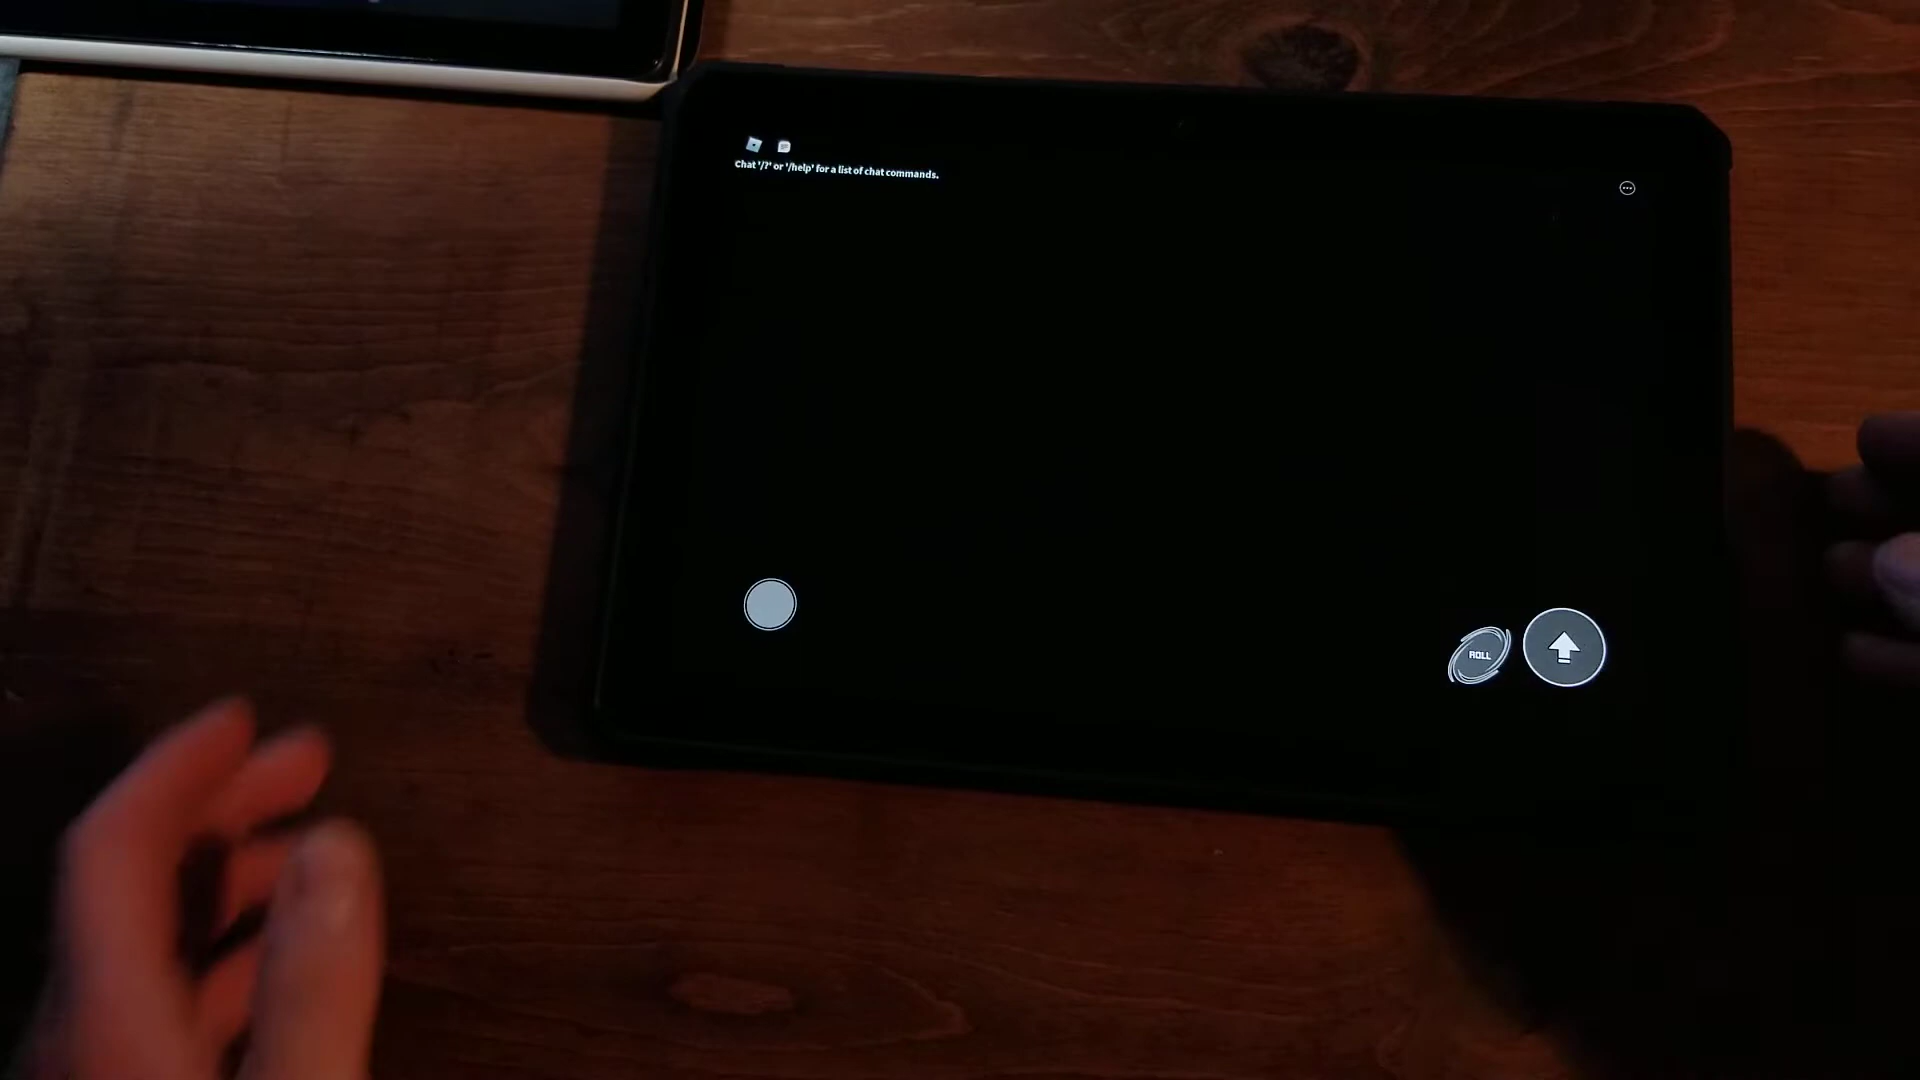 Chat '/?' or '/help' for a list of chat commands.
ROLL